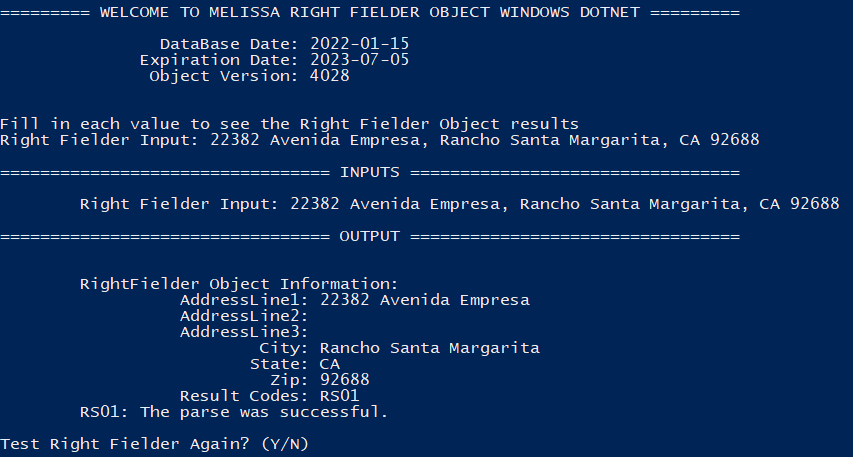 ========= WELCOME TO MELISSA RIGHT FIELDER OBJECT WINDOWS DOTNET =========
DataBase Date: 2022-01-15
Expiration Date: 2023-07-05
Object Version: 4028
Fill in each value to see the Right Fielder Object results
Right Fielder Input: 22382 Avenida Empresa, Rancho Santa Margarita, CA 92688
================================= INPUTS =================================
Right Fielder Input: 22382 Avenida Empresa, Rancho Santa Margarita, CA 92688
================================= OUTPUT =================================
RightFielder Object Information:
AddressLine1: 22382 Avenida Empresa
AddressLine2:
AddressLine3:
City: Rancho Santa Margarita
State: CA
Zip: 92688
Result Codes: RS01
RS01: The parse was successful.
Test Right Fielder Again? (Y/N)